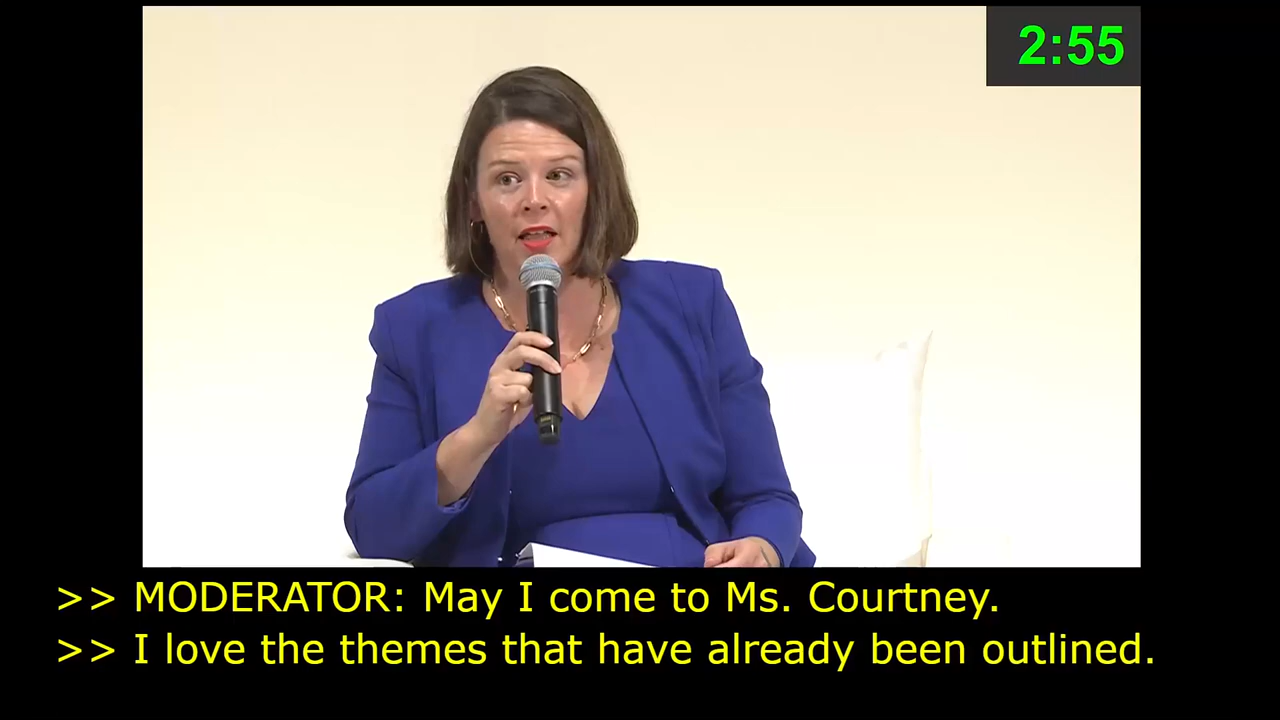 2:55
>> MODERATOR: May I come to Ms. Courtney.
>> I love the themes that have already been outlined.